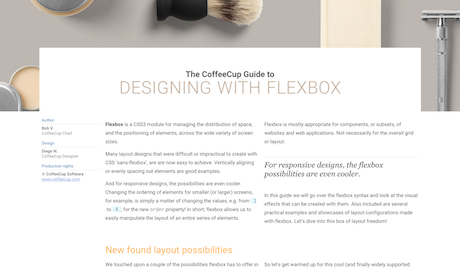 The CoffeeCup Guide to
DESIGNING WITH FLEXBOX
Author
Bob V.
CoffeeCup Chief
Design
Diego R.
CoffeeCup Designer
Production rights
© CoffeeCup Software
www.coffeecup.com
Flexbox is a CSS3 module for managing the distribution of space,
and the positioning of elements, across the wide variety of screen
sizes.
Many layout designs that were difficult or impractical to create with
CSS 'sans-flexbox', are now easy to achieve. Vertically aligning
or evenly spacing out elements are good examples.
And for responsive designs, the possibilities are even cooler.
Changing the ordering of elements for smaller (or larger) screens,
for example, is simply a matter of changing the values, e.g. from 3
to 6, for the new order property! In short, flexbox allows us to
easily manipulate the layout of an entire series of elements.
New found layout possibilities
We touched upon a couple of the possibilities flexbox has to offer in
Flexbox is mostly appropriate for components, or subsets, of
websites and web applications. Not necessarily for the overall grid
or layout.
For responsive designs, the flexbox
possibilities are even cooler.
In this guide we will go over the flexbox syntax and look at the visual
effects that can be created with them. Also included are several
practical examples and showcases of layout configurations made
with flexbox. Let's dive into this box of layout freedom!
So let's get warmed up for this cool (and finally widely supported